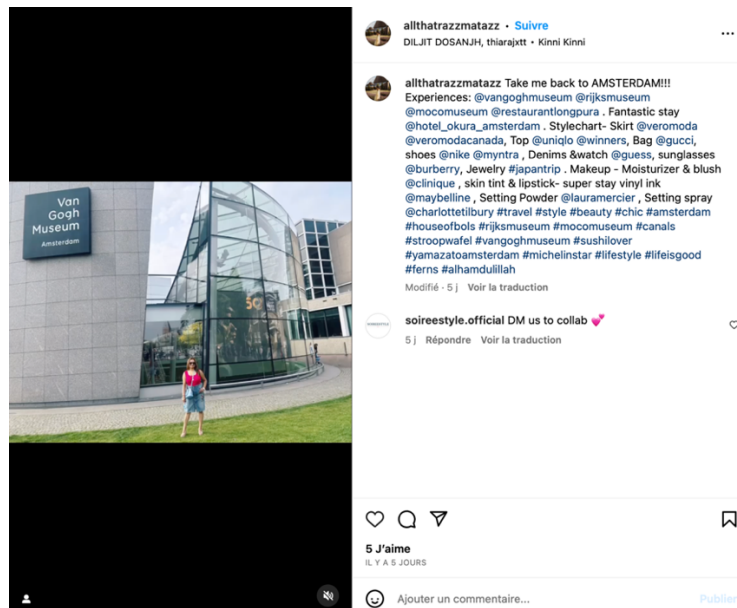 Van
Gogh
Museum
Amsterdam
50
allthatrazzmatazz • Suivre
DILJIT DOSANJH, thiarajxtt • Kinni Kinni
allthatrazzmatazz Take me back to AMSTERDAM!!!
Experiences: @vangoghmuseum @rijksmuseum
@mocomuseum @restaurantlongpura . Fantastic stay
@hotel_okura_amsterdam . Stylechart- Skirt @veromoda
@veromodacanada, Top @uniqlo @winners, Bag @gucci,
shoes @nike @myntra , Denims &watch @guess, sunglasses
@burberry, Jewelry #japantrip . Makeup - Moisturizer & blush
@clinique , skin tint & lipstick- super stay vinyl ink
@maybelline , Setting Powder @lauramercier , Setting spray
@charlottetilbury #travel #style #beauty #chic #amsterdam
#houseofbols #rijksmuseum #mocomuseum #canals
#stroopwafel #vangoghmuseum #sushilover
#yamazatoamsterdam #michelinstar #lifestyle #lifeisgood
#ferns #alhamdulillah
Modifié · 5 j Voir la traduction
soireestyle.official DM us to collab 💕
5 j Répondre Voir la traduction
5 J’aime
IL Y A 5 JOURS
Ajouter un commentaire...
Publier